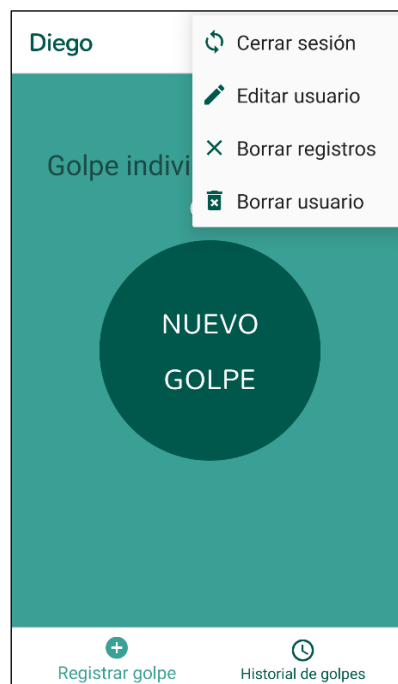 Diego
Cerrar sesión
Editar usuario
Borrar registros
Borrar usuario
Golpe indivi
NUEVO
GOLPE
Registrar golpe
Historial de golpes